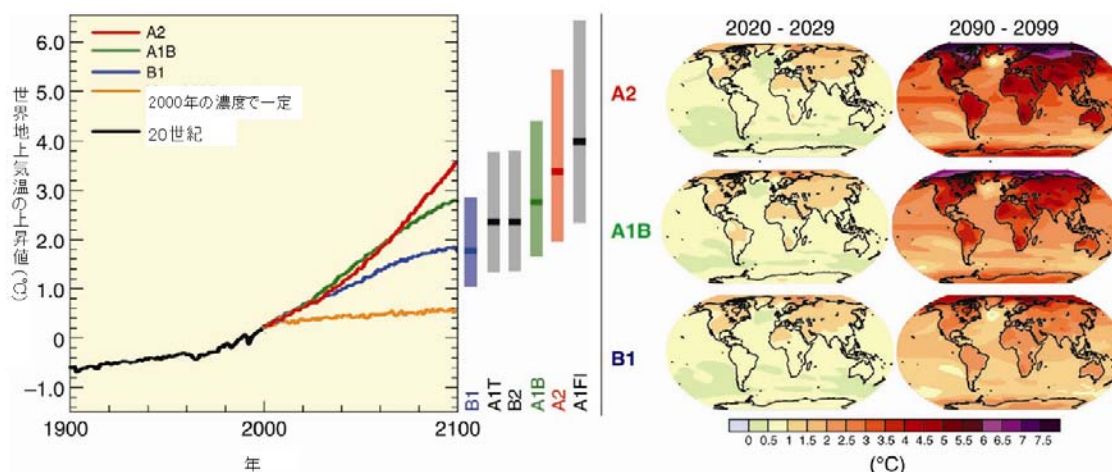 世界地上気温の上昇値(℃)
6.0
5.0
4.0
3.0
2.0
1.0
0
−1.0
A2
A1B
B1
2000年の濃度で一定
20世紀
1900
2000
2100
年
B1
A1T
B2
A1B
A2
A1FI
2020 - 2029
2090 - 2099
A2
A1B
B1
0 0.5 1 1.5 2 2.5 3 3.5 4 4.5 5 5.5 6 6.5 7 7.5
(°C)